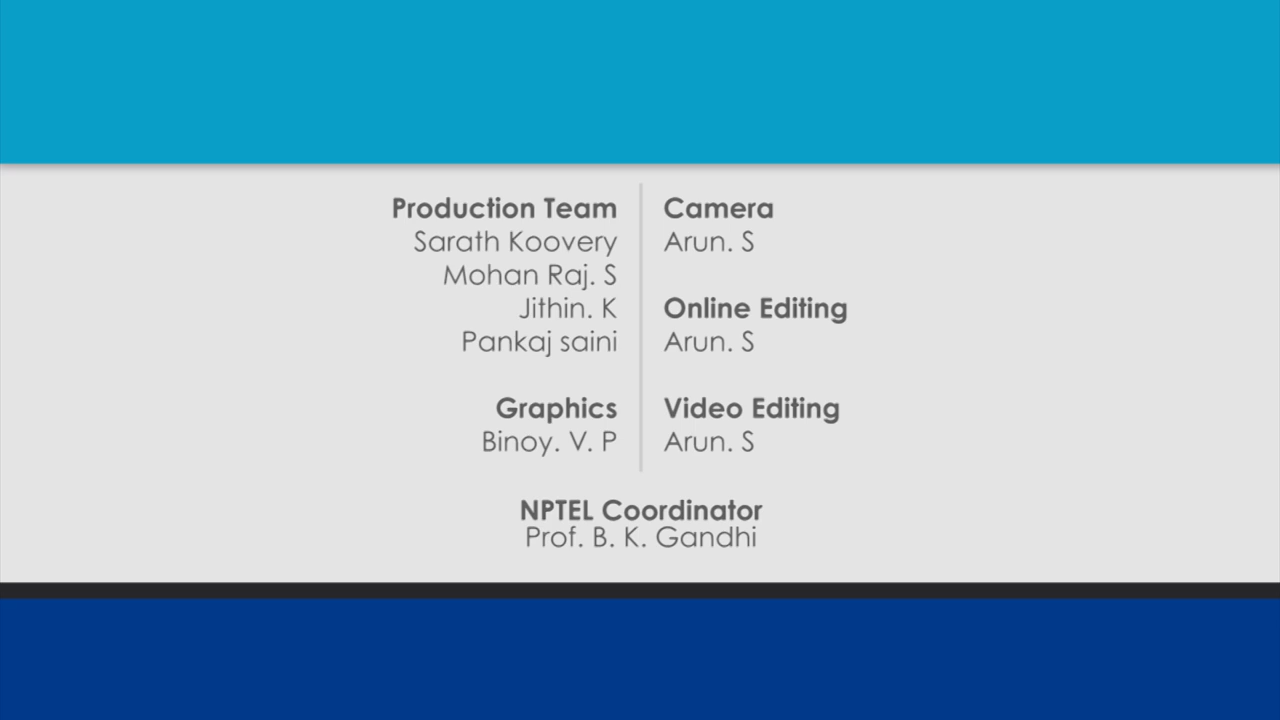 Production Team
Sarath Koovery
Mohan Raj. S
Jithin. K
Pankaj saini
Graphics
Binoy. V. P
Camera
Arun. S
Online Editing
Arun. S
Video Editing
Arun. S
NPTEL Coordinator
Prof. B. K. Gandhi